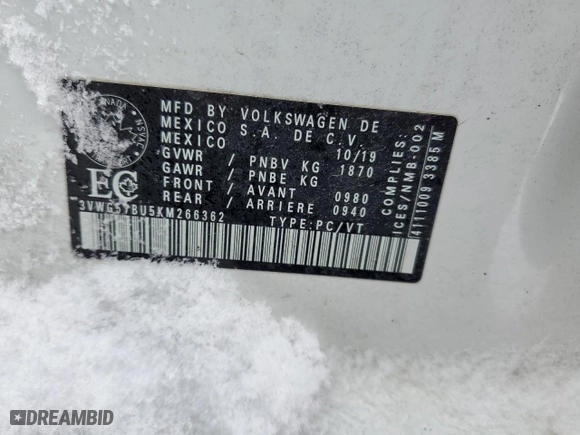 MFD BY VOLKSWAGEN DE
MEXICO S.A. DE C.V.
MEXICO 10/19
GVWR / PNBV KG 1870
GAWR / PNBE KG
FRONT / AVANT 0980
REAR / ARRIERE 0940
3VWG57BU5KM266362
TYPE:PC/VT
COMPLIES:
ICES/NMB-002
4111009 3385 M
CANADA
EC
DREAMBID